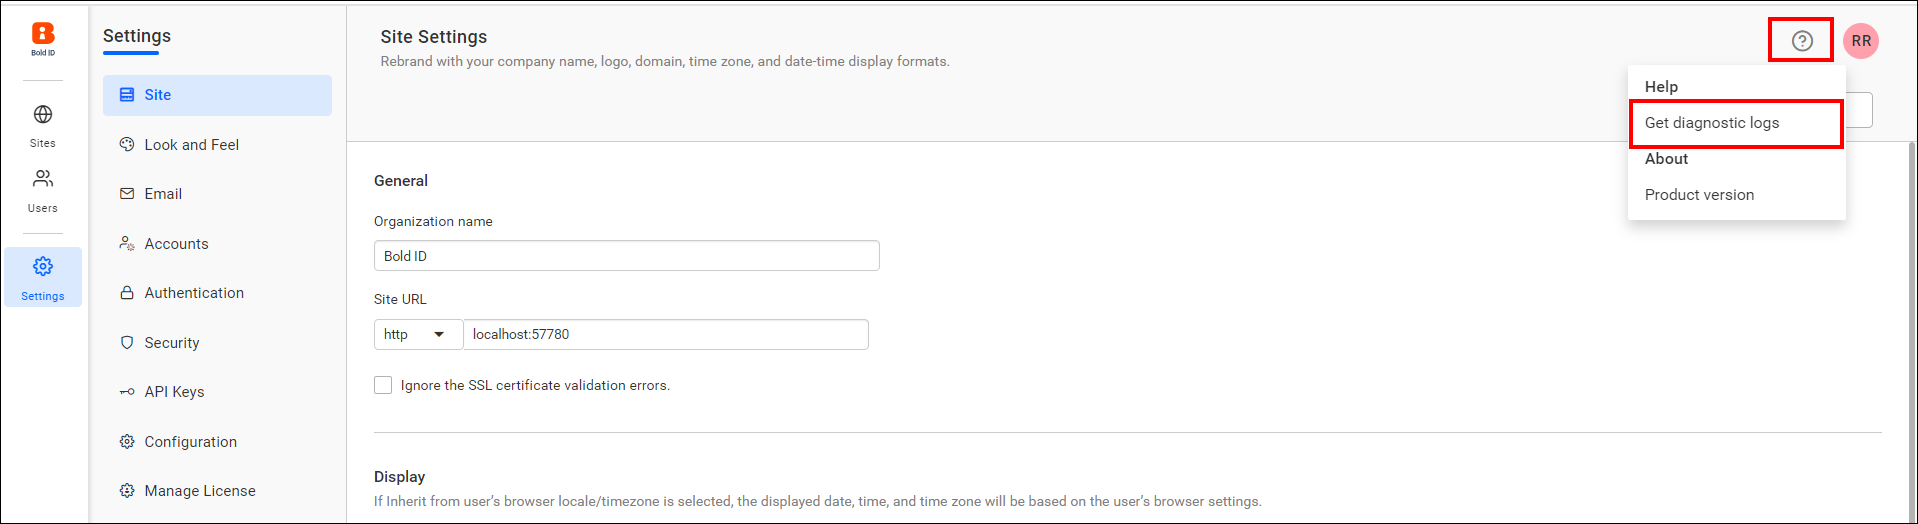 Bold ID
Sites
Users
Settings
Settings
Site
Look and Feel
Email
Accounts
Authentication
Security
API Keys
Configuration
Manage License
Site Settings
Rebrand with your company name, logo, domain, time zone, and date-time display formats.
RR
Help
Get diagnostic logs
About
Product version
General
Organization name
Bold ID
Site URL
http localhost:57780
Ignore the SSL certificate validation errors.
Display
If Inherit from user’s browser locale/timezone is selected, the displayed date, time, and time zone will be based on the user’s browser settings.